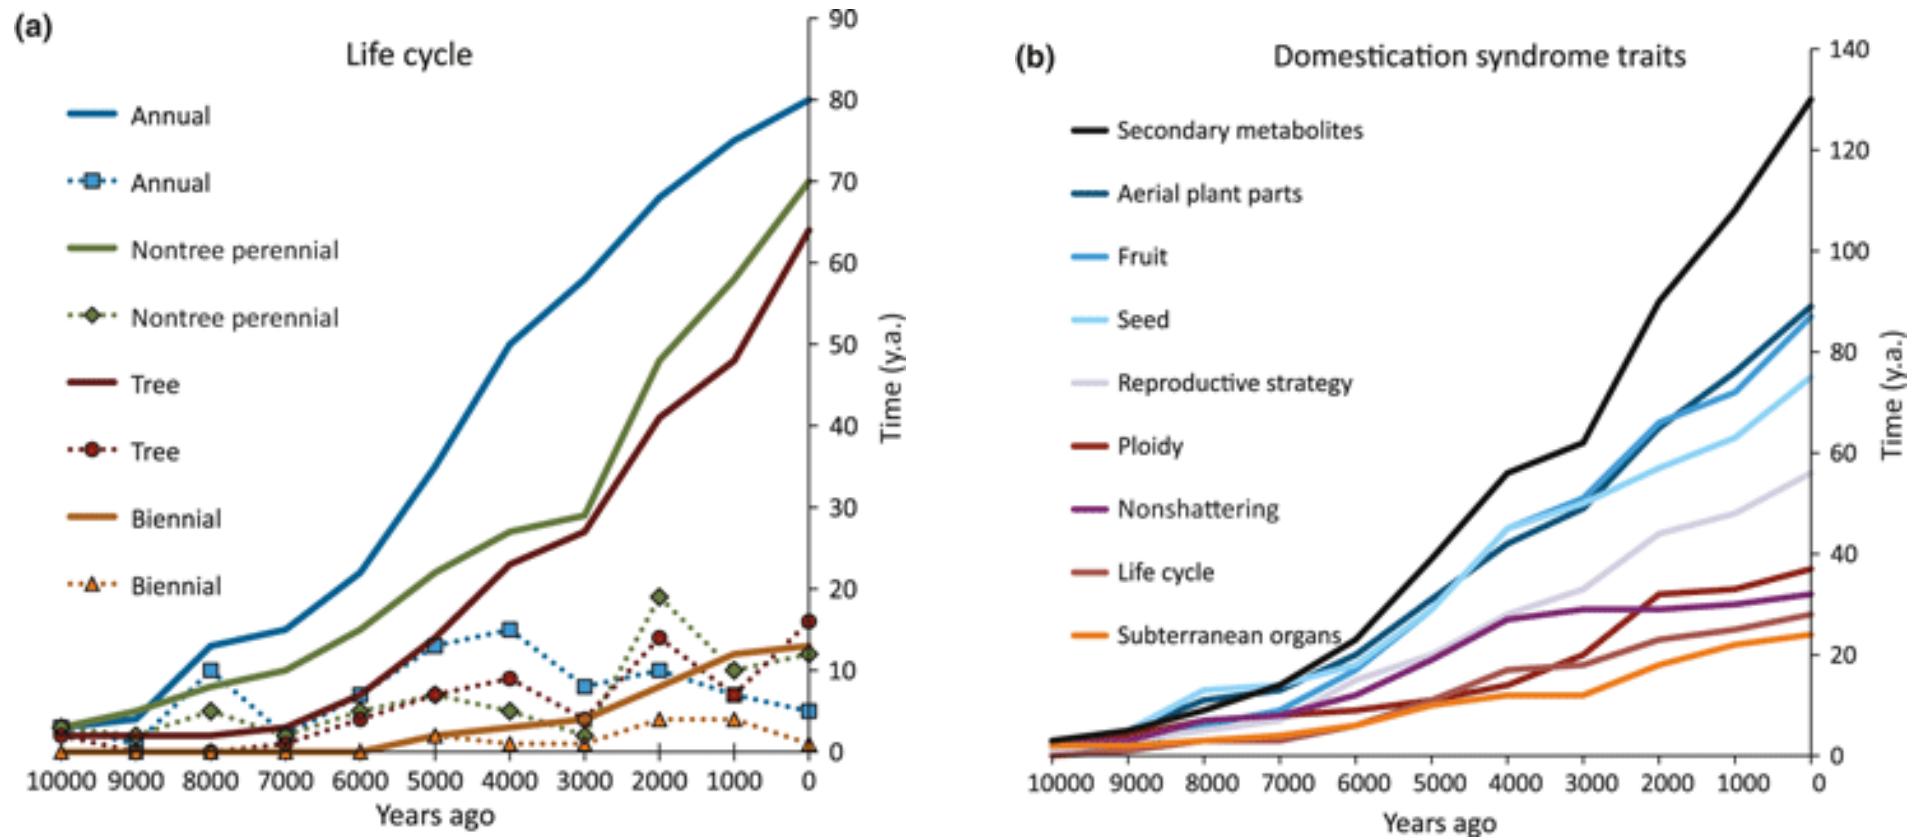 (a)
Life cycle
Annual
Annual
Nontree perennial
Nontree perennial
Tree
Tree
Biennial
Biennial
90
80
70
60
50
40
30
20
10
0
Time (y.a.)
10000 9000 8000 7000 6000 5000 4000 3000 2000 1000 0
Years ago
(b)
Domestication syndrome traits
Secondary metabolites
Aerial plant parts
Fruit
Seed
Reproductive strategy
Ploidy
Nonshattering
Life cycle
Subterranean organs
140
120
100
80
60
40
20
0
Time (y.a.)
10000 9000 8000 7000 6000 5000 4000 3000 2000 1000 0
Years ago